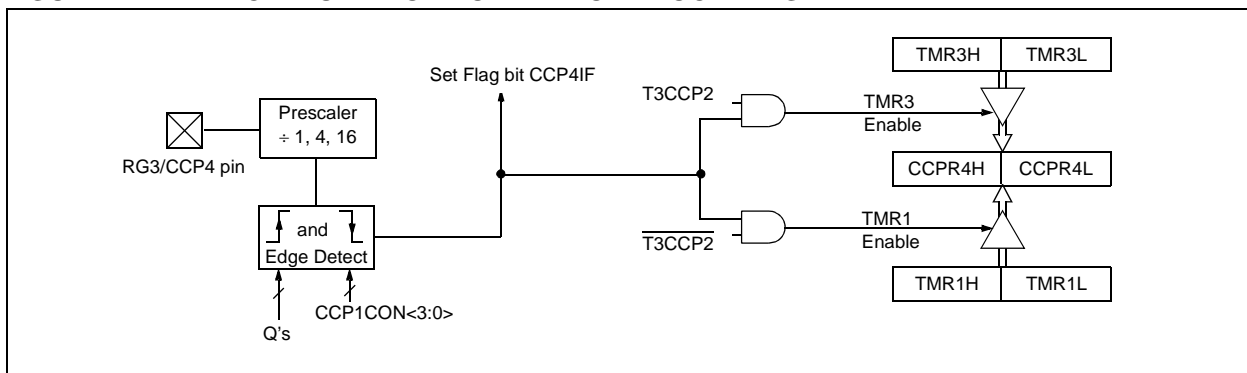 TMR3H TMR3L
Set Flag bit CCP4IF
T3CCP2
TMR3
Enable
Prescaler
÷ 1, 4, 16
RG3/CCP4 pin
CCPR4H CCPR4L
and
Edge Detect
TMR1
Enable
T3CCP2
TMR1H TMR1L
CCP1CON<3:0>
Q's